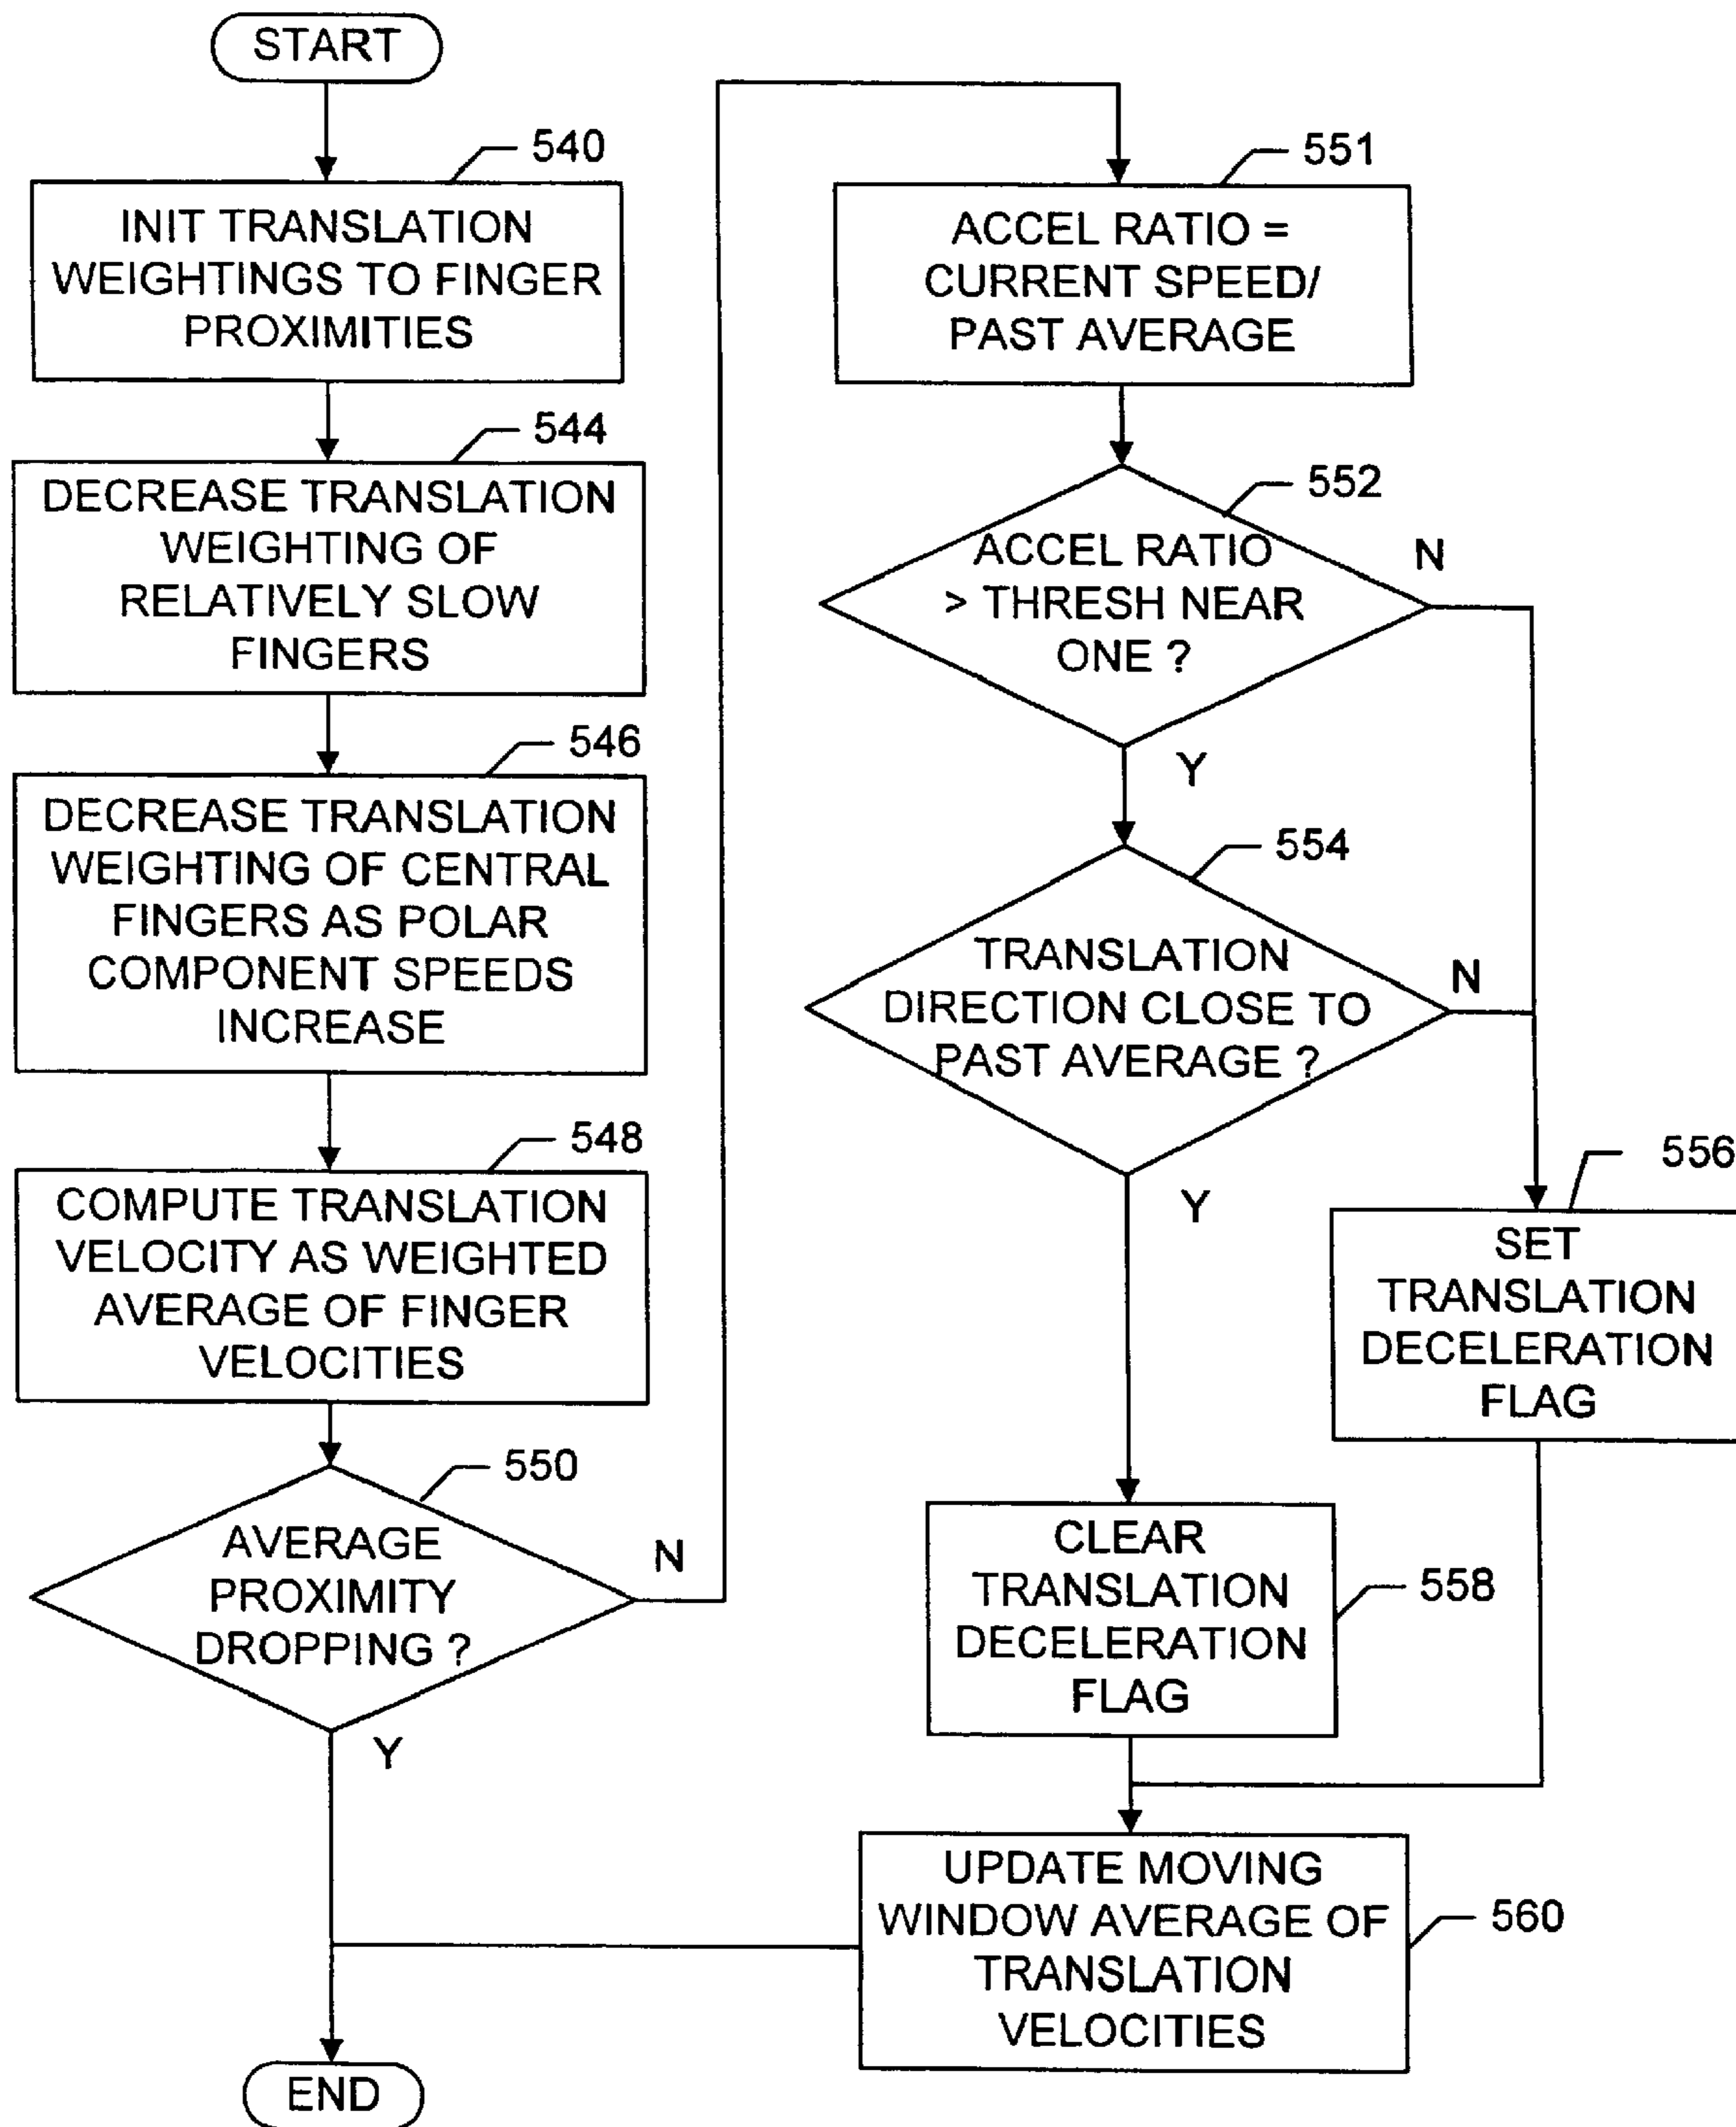 START
540
INIT TRANSLATION
WEIGHTINGS TO FINGER
PROXIMITIES
544
DECREASE TRANSLATION
WEIGHTING OF
RELATIVELY SLOW
FINGERS
546
DECREASE TRANSLATION
WEIGHTING OF CENTRAL
FINGERS AS POLAR
COMPONENT SPEEDS
INCREASE
548
COMPUTE TRANSLATION
VELOCITY AS WEIGHTED
AVERAGE OF FINGER
VELOCITIES
550
AVERAGE
PROXIMITY
DROPPING ?
N
Y
551
ACCEL RATIO =
CURRENT SPEED/
PAST AVERAGE
552
ACCEL RATIO
> THRESH NEAR
ONE ?
N
Y
554
TRANSLATION
DIRECTION CLOSE TO
PAST AVERAGE ?
N
Y
556
SET
TRANSLATION
DECELERATION
FLAG
CLEAR
TRANSLATION
DECELERATION
FLAG
558
UPDATE MOVING
WINDOW AVERAGE OF
TRANSLATION
VELOCITIES
560
END